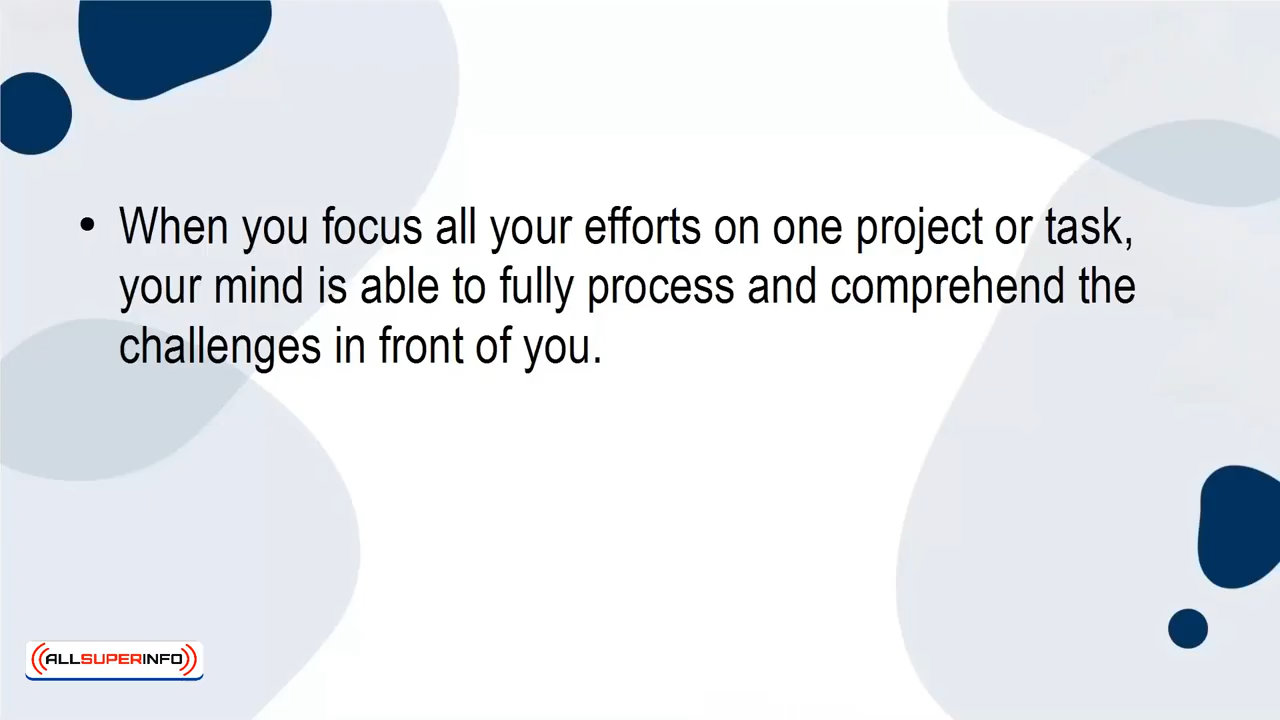 • When you focus all your efforts on one project or task,
your mind is able to fully process and comprehend the
challenges in front of you.
ALLSUPERINFO